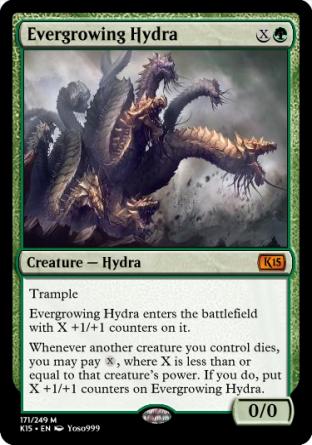 Evergrowing Hydra X
Creature — Hydra K15
Trample
Evergrowing Hydra enters the battlefield
with X +1/+1 counters on it.
Whenever another creature you control dies,
you may pay X, where X is less than or
equal to that creature's power. If you do, put
X +1/+1 counters on Evergrowing Hydra.
0/0
171/249 M
K15 • EN Yoso999